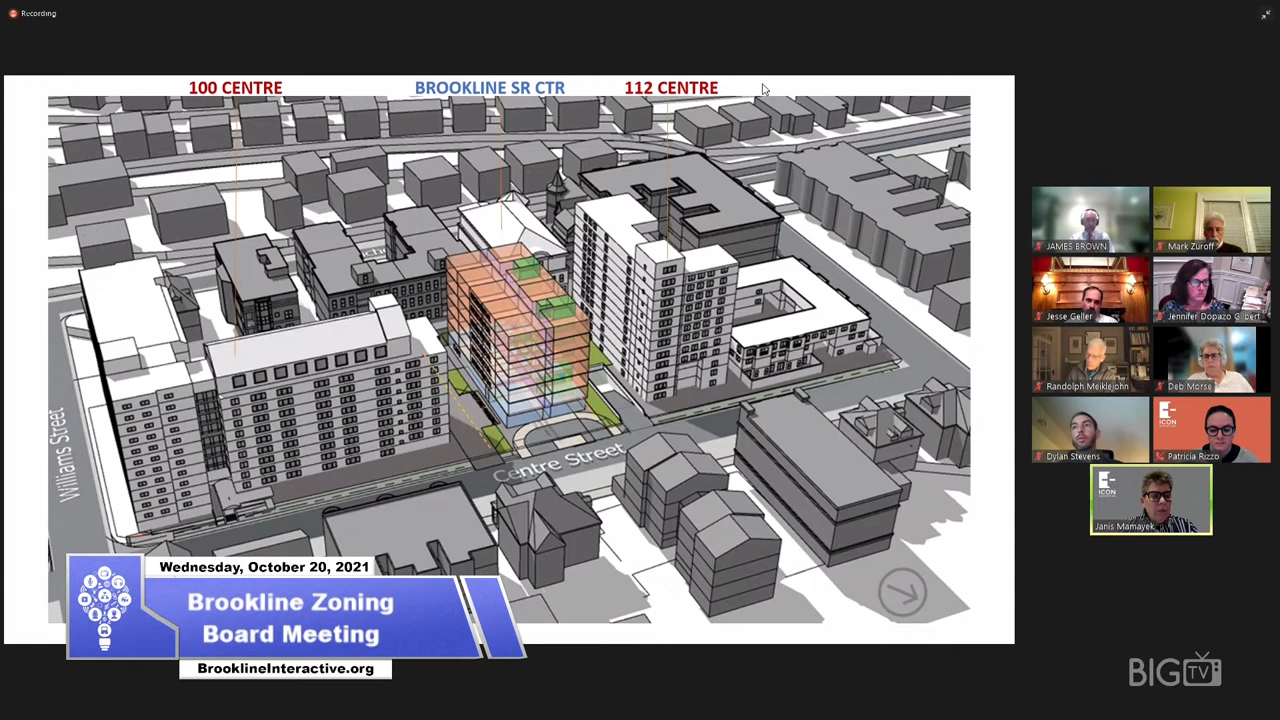 Recording
100 CENTRE
BROOKLINE SR CTR
112 CENTRE
Williams Street
Centre Street
JAMES BROWN
Mark Zuroff
Jesse Geller
Jennifer Dopazo Gilbert
Randolph Meiklejohn
Deb Morse
Dylan Stevens
ICON
Patricia Rizzo
ICON
Janis Mamayek
Wednesday, October 20, 2021
Brookline Zoning
Board Meeting
BrooklineInteractive.org
BIG TV